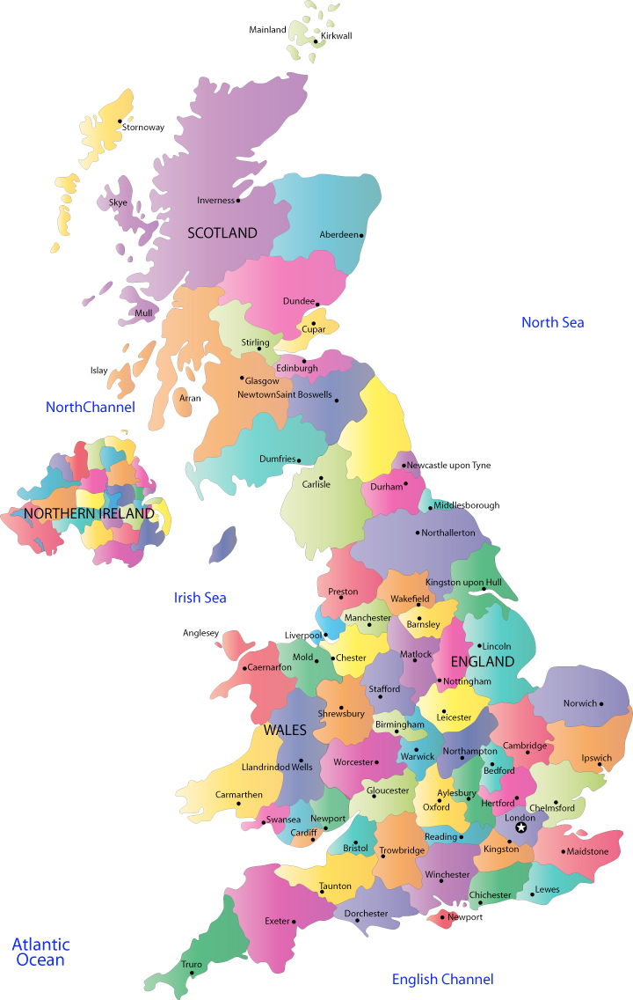 Mainland
Kirkwall
Stornoway
Skye
Inverness
SCOTLAND
Aberdeen
Dundee
Mull
North Sea
Cupar
Stirling
Edinburgh
Islay
Glasgow
Arran
NewtownSaint Boswells
NorthChannel
Dumfries
Newcastle upon Tyne
Carlisle
Durham
Middlesborough
NORTHERN IRELAND
Northallerton
Kingston upon Hull
Irish Sea
Preston
Wakefield
Manchester
Barnsley
Anglesey
Liverpool
Lincoln
Mold
Chester
Matlock
ENGLAND
Caernarfon
Nottingham
Stafford
Norwich
Shrewsbury
Leicester
WALES
Birmingham
Cambridge
Northampton
Warwick
Ipswich
Worcester
Llandrindod Wells
Bedford
Gloucester
Aylesbury
Carmarthen
Hertford
Oxford
Chelmsford
Swansea
Newport
London
Cardiff
Reading
Bristol
Trowbridge
Kingston
Maidstone
Winchester
Taunton
Lewes
Chichester
Dorchester
Newport
Exeter
Atlantic
Ocean
Truro
English Channel